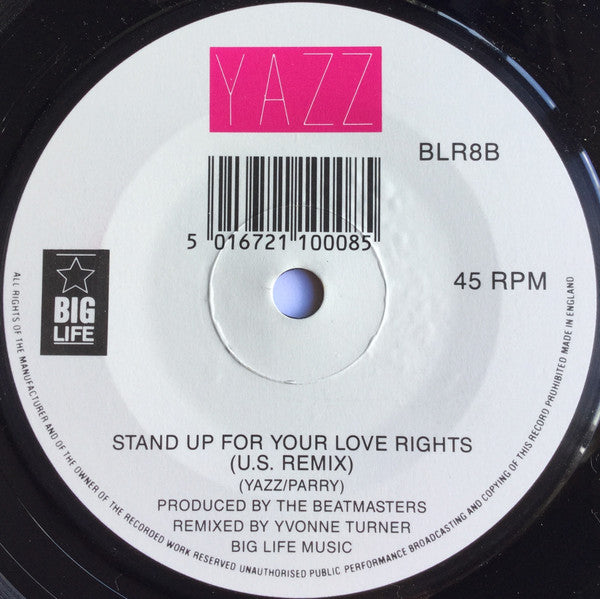 YAZZ
BLR8B
5 016721 100085
45 RPM
BIG
LIFE
STAND UP FOR YOUR LOVE RIGHTS
(U.S. REMIX)
(YAZZ/PARRY)
PRODUCED BY THE BEATMASTERS
REMIXED BY YVONNE TURNER
BIG LIFE MUSIC
ALL RIGHTS OF THE MANUFACTURER AND OF THE OWNER OF THE RECORDED WORK RESERVED UNAUTHORISED PUBLIC PERFORMANCE BROADCASTING AND COPYING OF THIS RECORD PROHIBITED MADE IN ENGLAND